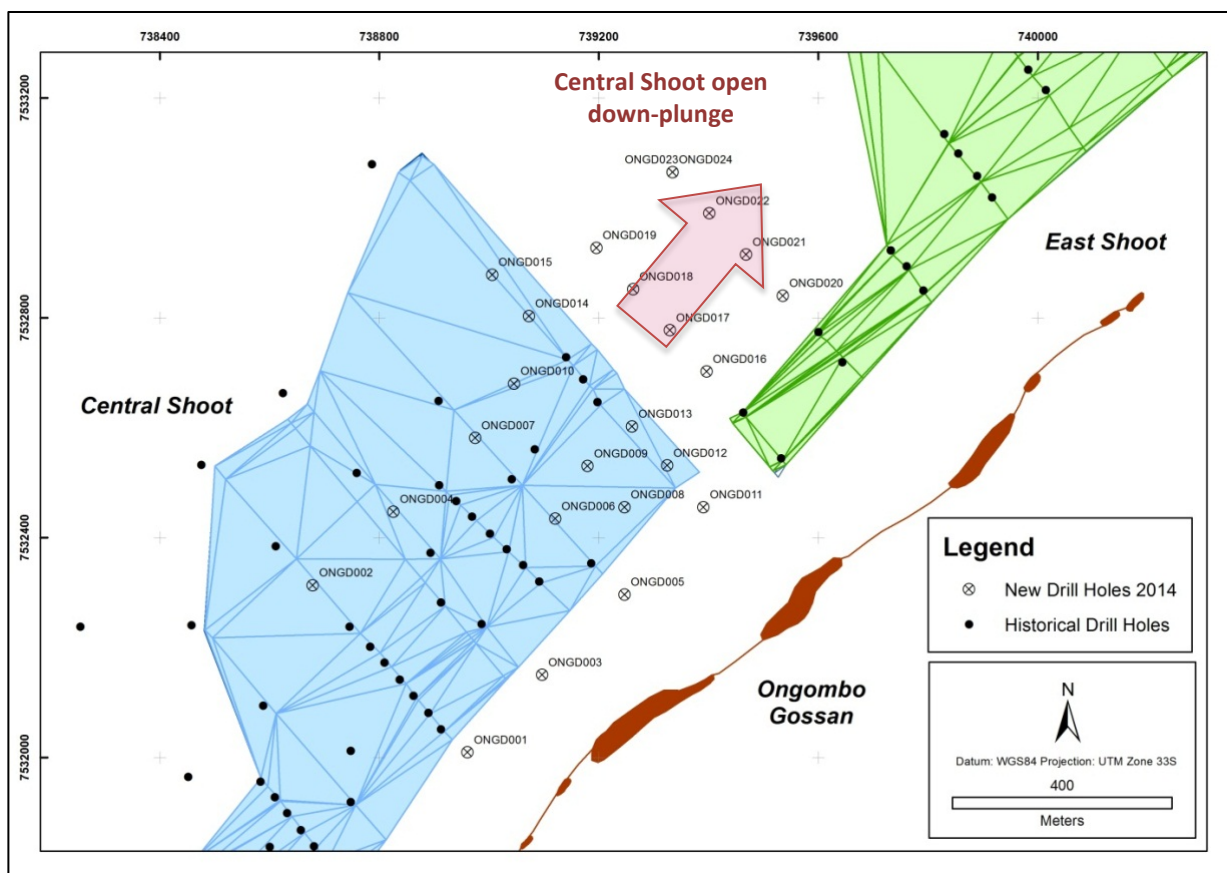 738400
738800
739200
739600
740000
7533200
7532800
7532400
7532000
Central Shoot open
down-plunge
ONGD023ONGD024
ONGD022
ONGD019
ONGD021
ONGD015
ONGD018
ONGD020
ONGD014
ONGD017
ONGD016
ONGD010
ONGD013
ONGD007
ONGD009
ONGD012
ONGD004
ONGD006
ONGD008
ONGD011
ONGD002
ONGD005
ONGD003
ONGD001
East Shoot
Central Shoot
Ongombo
Gossan
Legend
New Drill Holes 2014
Historical Drill Holes
N
Datum: WGS84 Projection: UTM Zone 33S
400
Meters